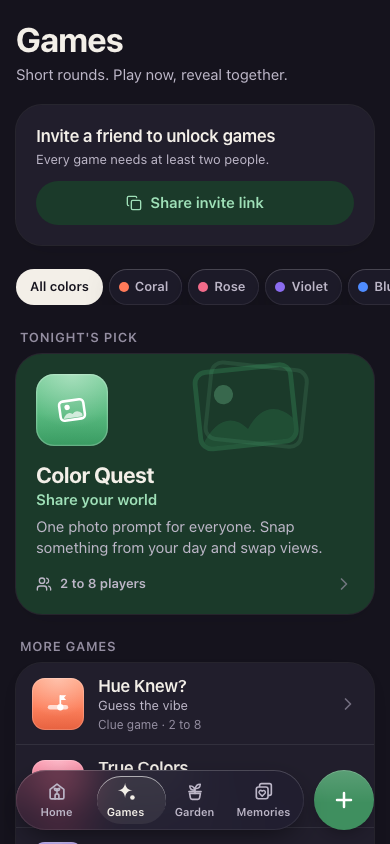 Games
Short rounds. Play now, reveal together.
Invite a friend to unlock games
Every game needs at least two people.
Share invite link
All colors
Coral
Rose
Violet
Blu
TONIGHT'S PICK
Color Quest
Share your world
One photo prompt for everyone. Snap
something from your day and swap views.
2 to 8 players
MORE GAMES
Hue Knew?
Guess the vibe
Clue game · 2 to 8
True Colors
Home
Games
Garden
Memories